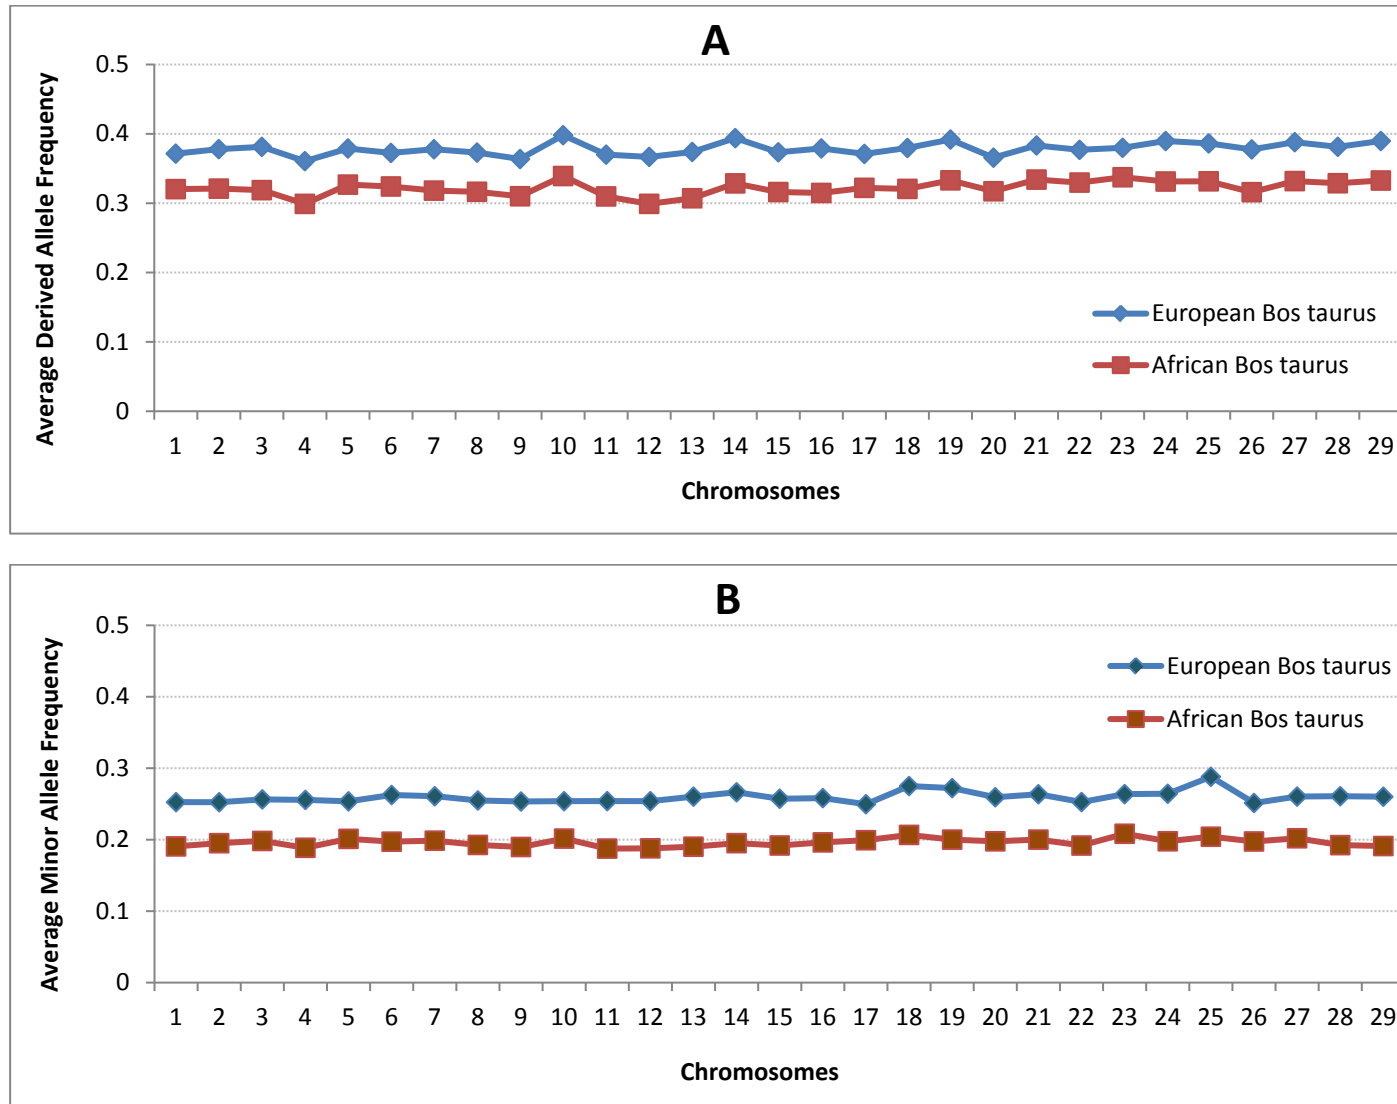 A
Average Derived Allele Frequency
0.5
0.4
0.3
0.2
0.1
0
European Bos taurus
African Bos taurus
1 2 3 4 5 6 7 8 9 10 11 12 13 14 15 16 17 18 19 20 21 22 23 24 25 26 27 28 29
Chromosomes
B
Average Minor Allele Frequency
0.5
0.4
0.3
0.2
0.1
0
European Bos taurus
African Bos taurus
1 2 3 4 5 6 7 8 9 10 11 12 13 14 15 16 17 18 19 20 21 22 23 24 25 26 27 28 29
Chromosomes